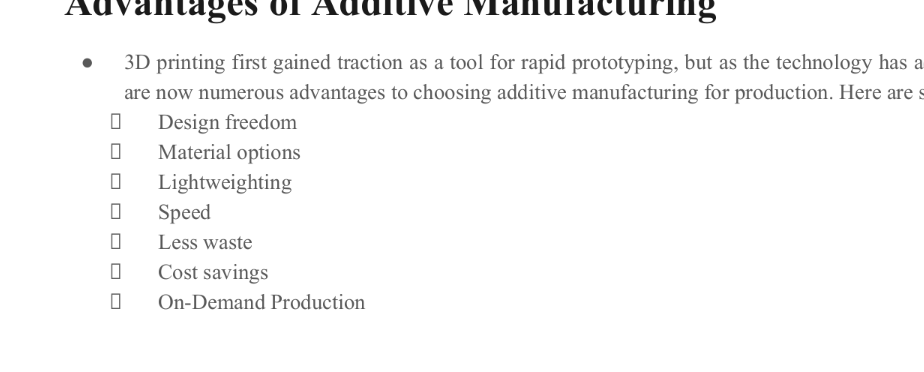 Advantages of Additive Manufacturing
● 3D printing first gained traction as a tool for rapid prototyping, but as the technology has
are now numerous advantages to choosing additive manufacturing for production. Here are
▯ Design freedom
▯ Material options
▯ Lightweighting
▯ Speed
▯ Less waste
▯ Cost savings
▯ On-Demand Production